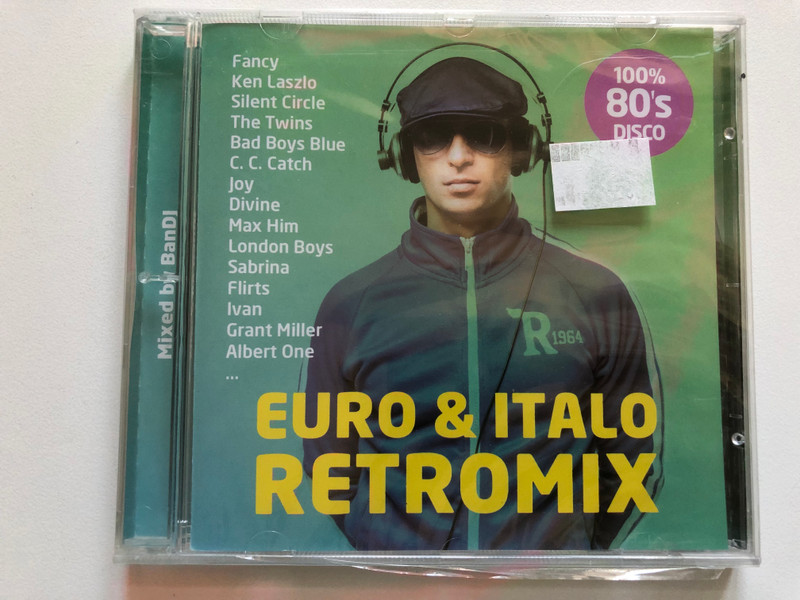 Fancy
Ken Laszlo
Silent Circle
The Twins
Bad Boys Blue
C. C. Catch
Joy
Divine
Max Him
London Boys
Sabrina
Flirts
Ivan
Grant Miller
Albert One
...
100%
80's
DISCO
R 1964
EURO & ITALO
RETROMIX
Mixed by BanDJ